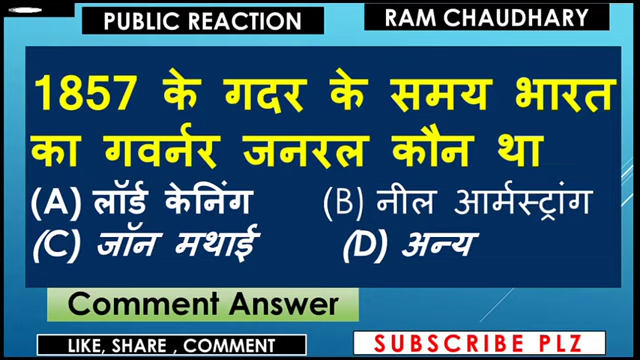 PUBLIC REACTION
RAM CHAUDHARY
1857 के गदर के समय भारत
का गवर्नर जनरल कौन था
(A) लॉर्ड केनिंग (B) नील आर्मस्ट्रांग
(C) जॉन मथाई (D) अन्य
Comment Answer
LIKE, SHARE , COMMENT
SUBSCRIBE PLZ